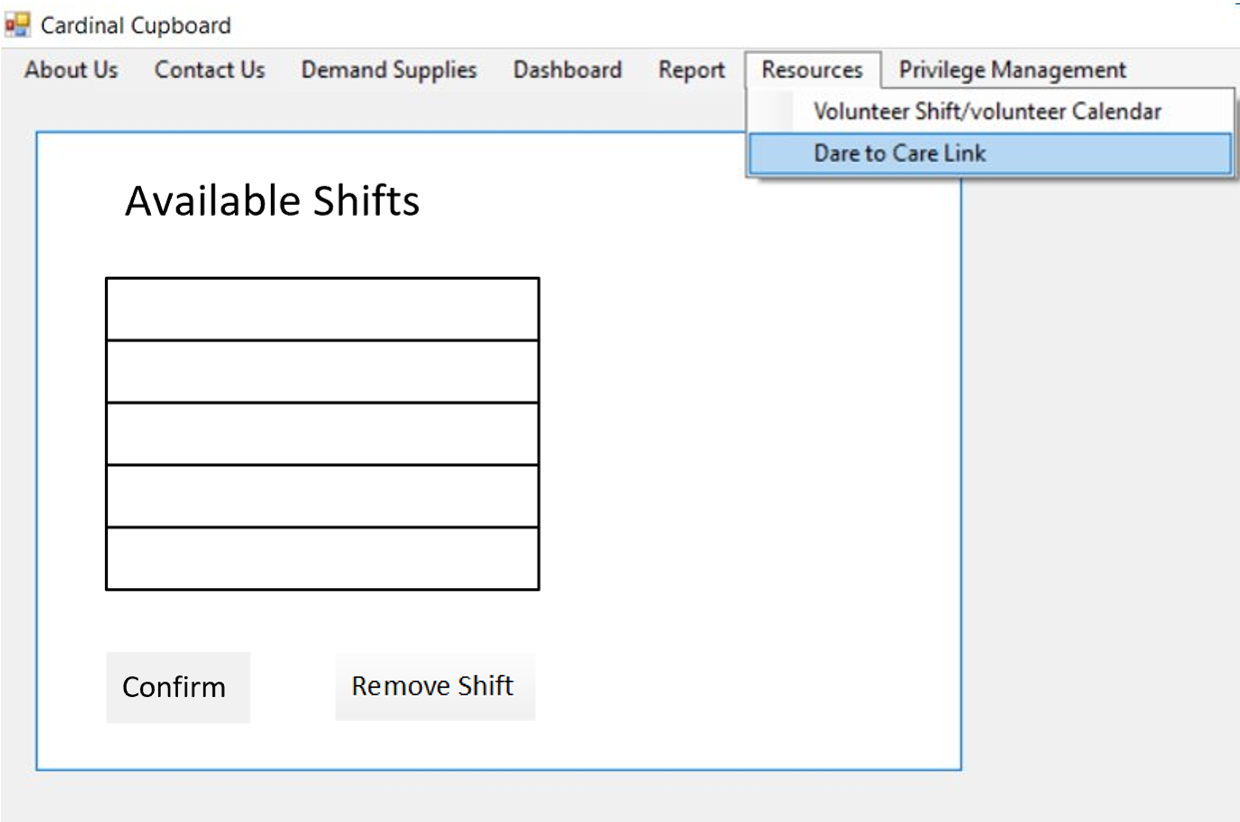 Cardinal Cupboard
About Us Contact Us Demand Supplies Dashboard Report Resources Privilege Management
Volunteer Shift/volunteer Calendar
Dare to Care Link
Available Shifts
Confirm Remove Shift